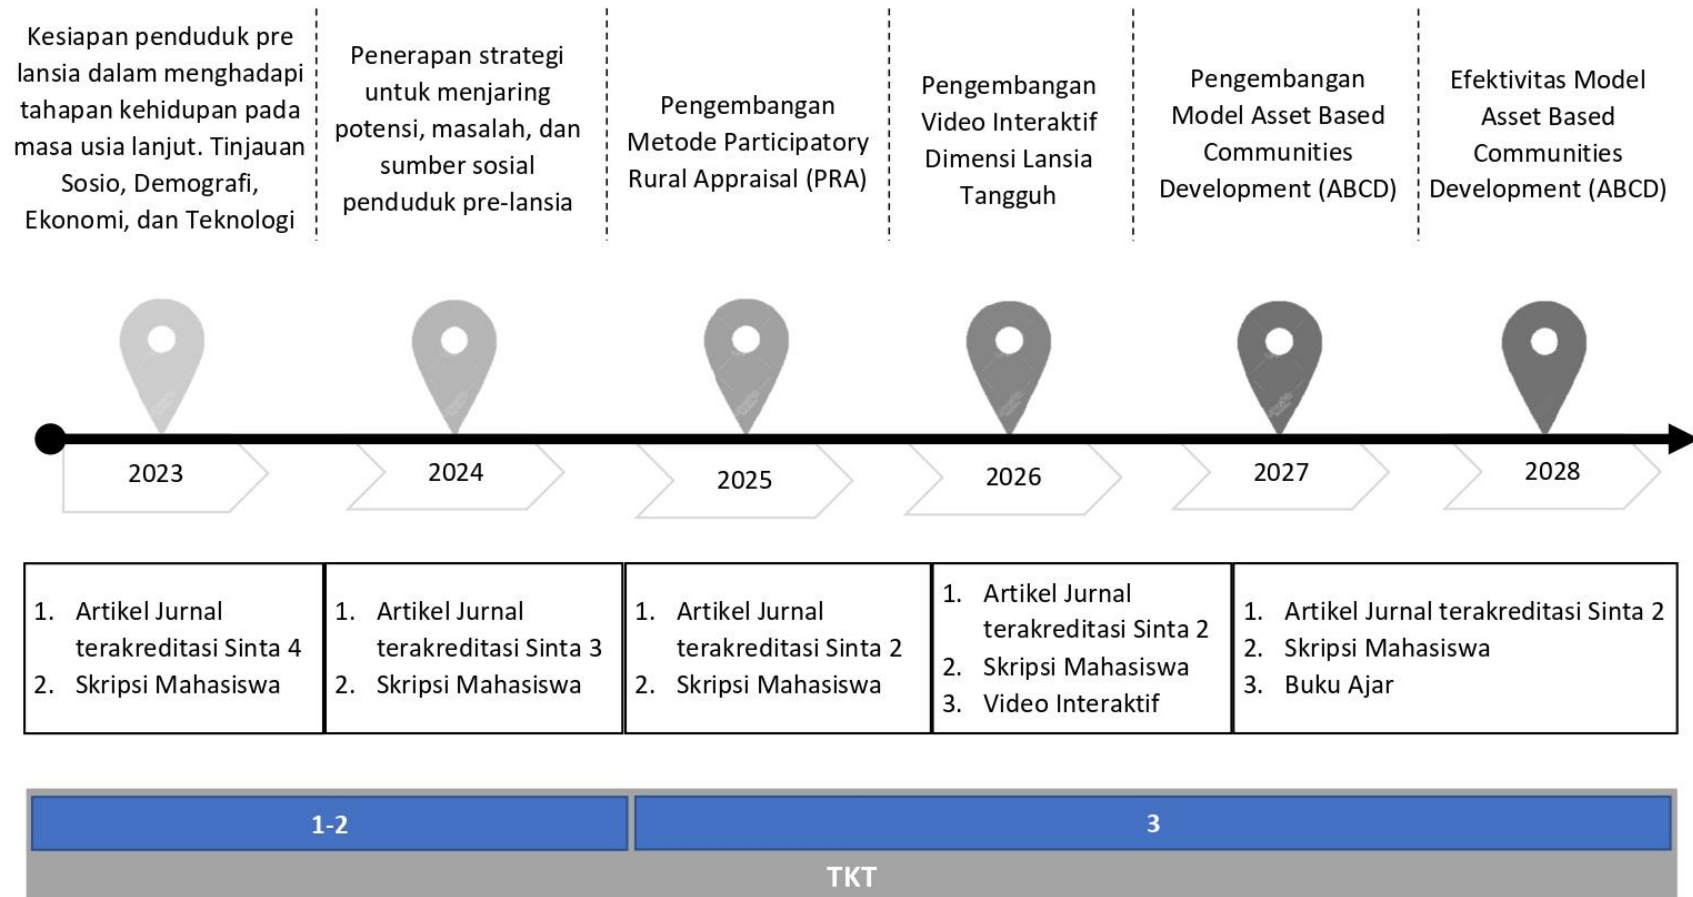 Kesiapan penduduk pre
lansia dalam menghadapi
tahapan kehidupan pada
masa usia lanjut. Tinjauan
Sosio, Demografi,
Ekonomi, dan Teknologi
Penerapan strategi
untuk menjaring
potensi, masalah, dan
sumber sosial
penduduk pre-lansia
Pengembangan
Metode Participatory
Rural Appraisal (PRA)
Pengembangan
Video Interaktif
Dimensi Lansia
Tangguh
Pengembangan
Model Asset Based
Communities
Development (ABCD)
Efektivitas Model
Asset Based
Communities
Development (ABCD)
2023
2024
2025
2026
2027
2028
1. Artikel Jurnal
terakreditasi Sinta 4
2. Skripsi Mahasiswa
1. Artikel Jurnal
terakreditasi Sinta 3
2. Skripsi Mahasiswa
1. Artikel Jurnal
terakreditasi Sinta 2
2. Skripsi Mahasiswa
1. Artikel Jurnal
terakreditasi Sinta 2
2. Skripsi Mahasiswa
3. Video Interaktif
1. Artikel Jurnal terakreditasi Sinta 2
2. Skripsi Mahasiswa
3. Buku Ajar
1-2
3
TKT